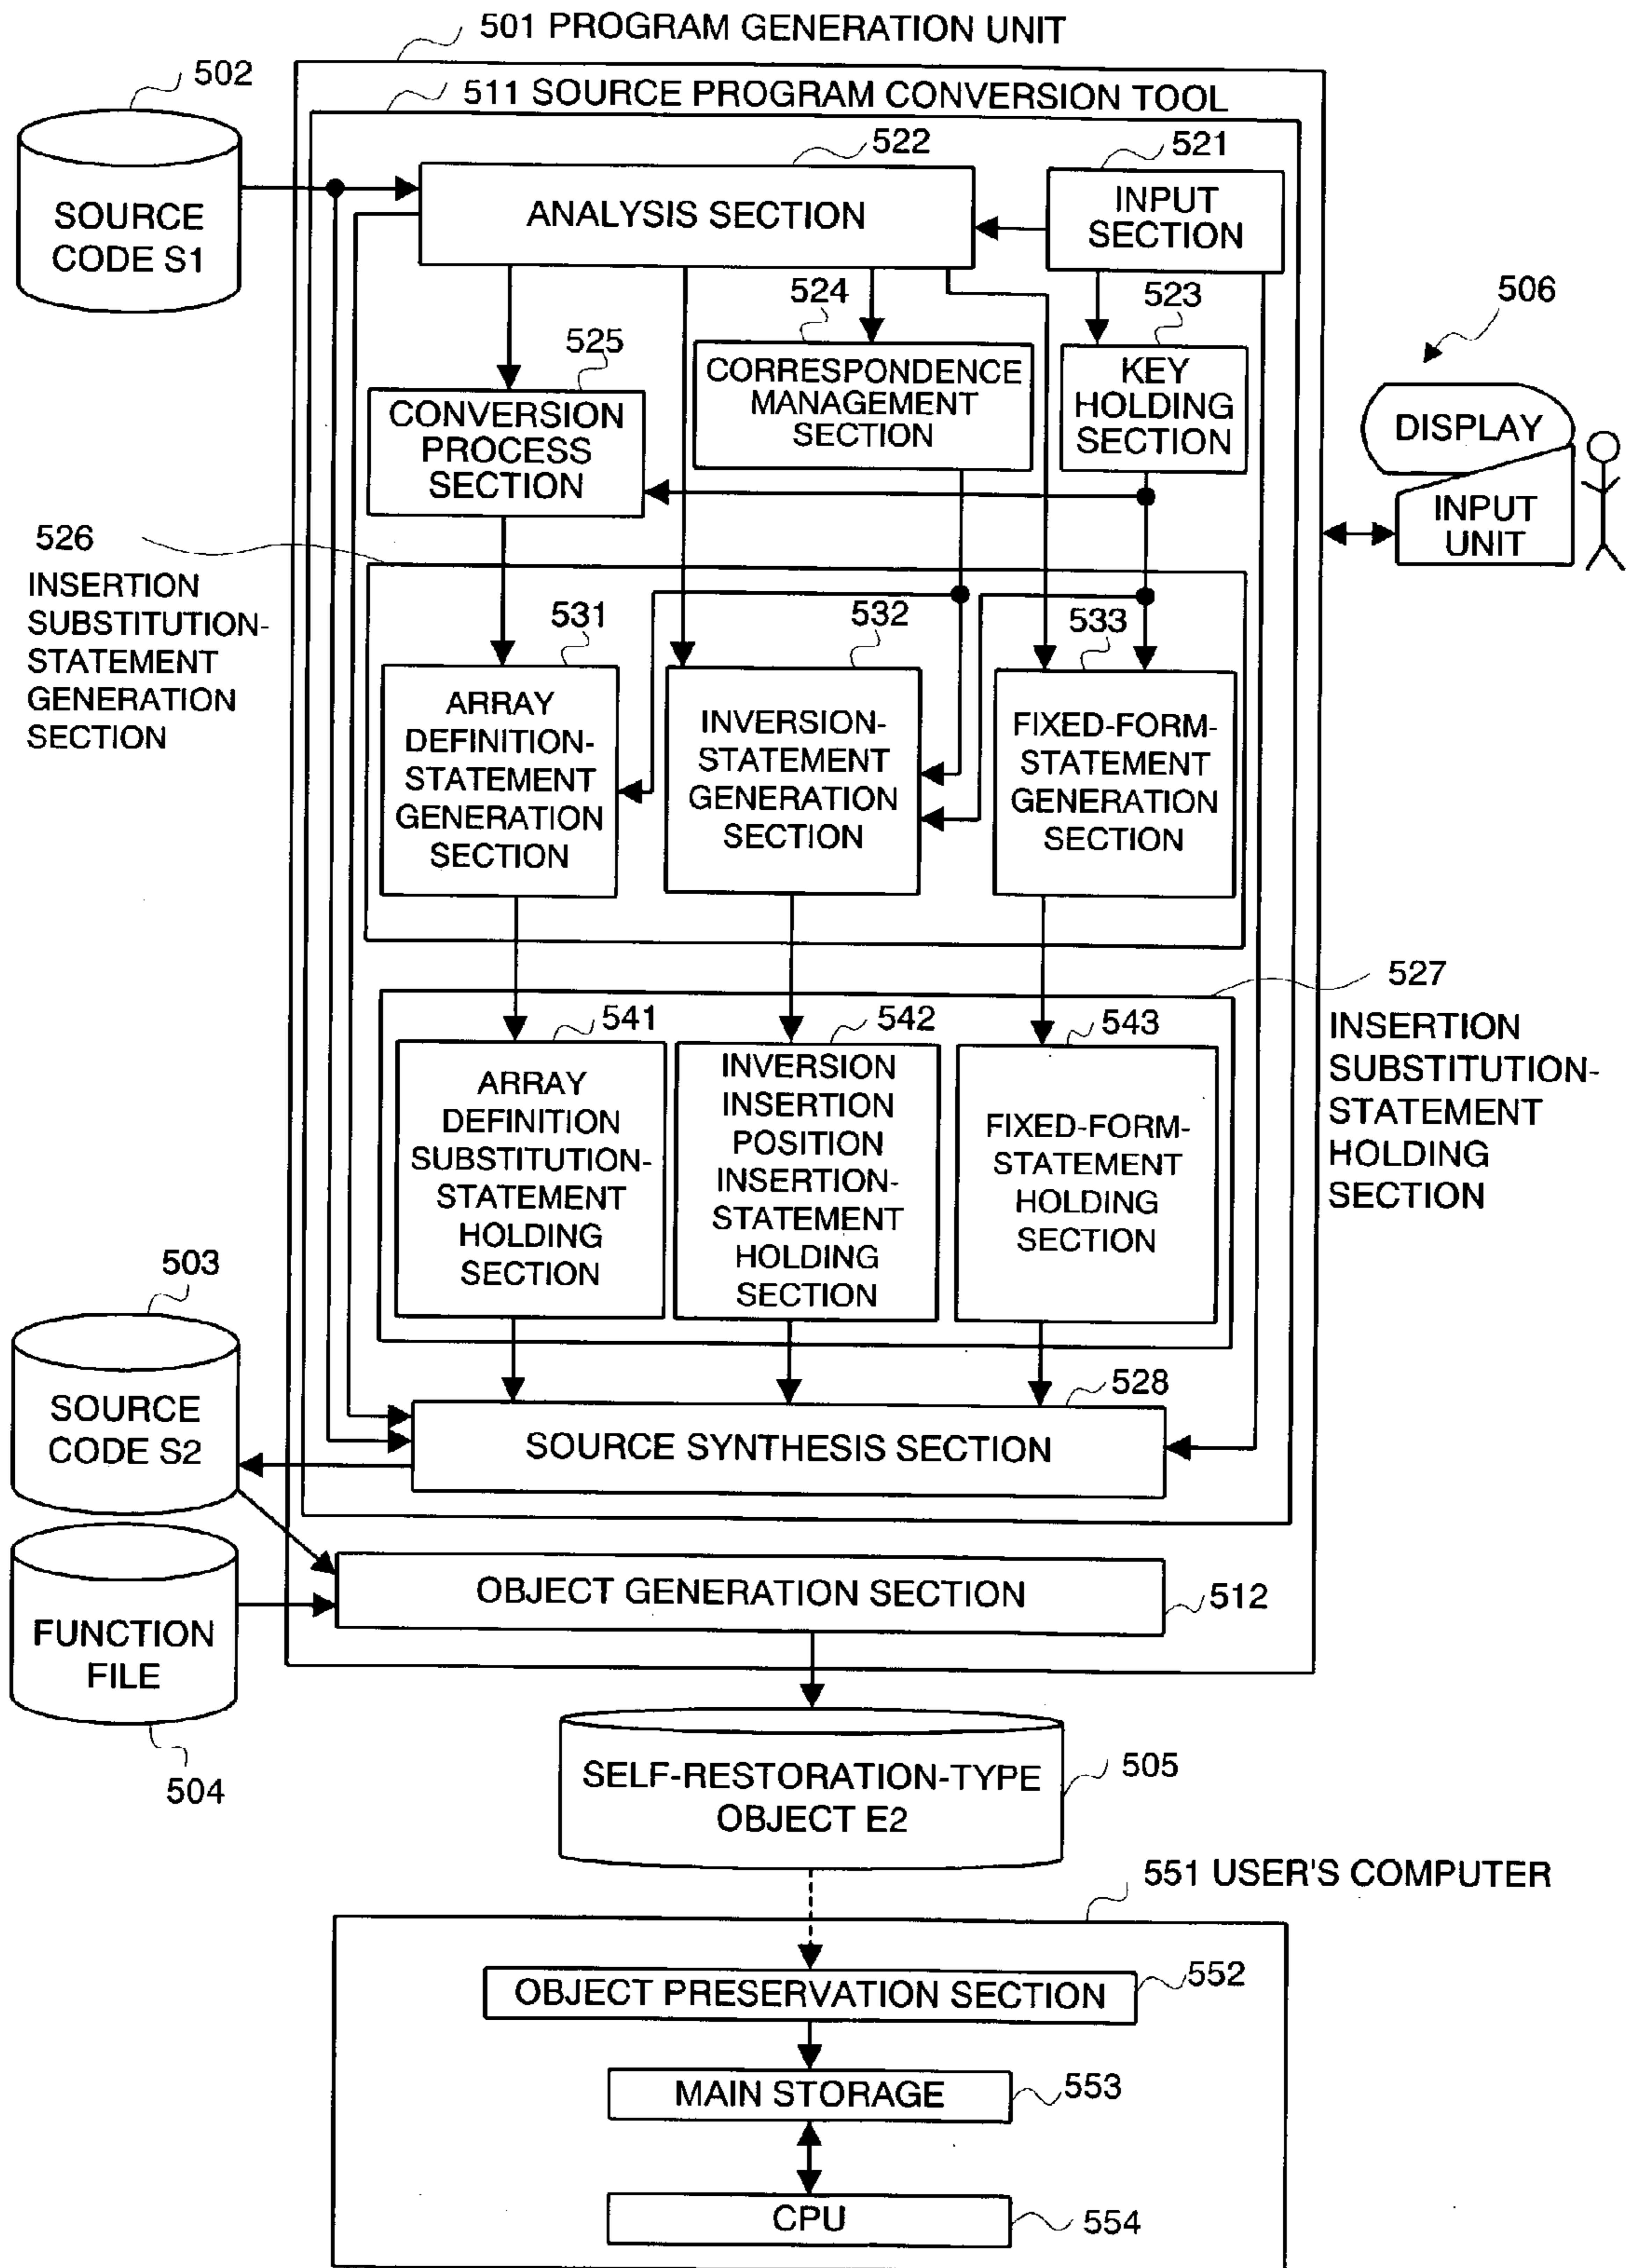 501 PROGRAM GENERATION UNIT
502
511 SOURCE PROGRAM CONVERSION TOOL
SOURCE
CODE S1
522
ANALYSIS SECTION
521
INPUT
SECTION
506
DISPLAY
INPUT
UNIT
524
CORRESPONDENCE
MANAGEMENT
SECTION
523
KEY
HOLDING
SECTION
525
CONVERSION
PROCESS
SECTION
526
INSERTION
SUBSTITUTION-
STATEMENT
GENERATION
SECTION
531
ARRAY
DEFINITION-
STATEMENT
GENERATION
SECTION
532
INVERSION-
STATEMENT
GENERATION
SECTION
533
FIXED-FORM-
STATEMENT
GENERATION
SECTION
527
INSERTION
SUBSTITUTION-
STATEMENT
HOLDING
SECTION
541
ARRAY
DEFINITION
SUBSTITUTION-
STATEMENT
HOLDING
SECTION
542
INVERSION
INSERTION
POSITION
INSERTION-
STATEMENT
HOLDING
SECTION
543
FIXED-FORM-
STATEMENT
HOLDING
SECTION
503
SOURCE
CODE S2
528
SOURCE SYNTHESIS SECTION
FUNCTION
FILE
504
OBJECT GENERATION SECTION
512
SELF-RESTORATION-TYPE
OBJECT E2
505
551 USER'S COMPUTER
OBJECT PRESERVATION SECTION
552
MAIN STORAGE
553
CPU
554